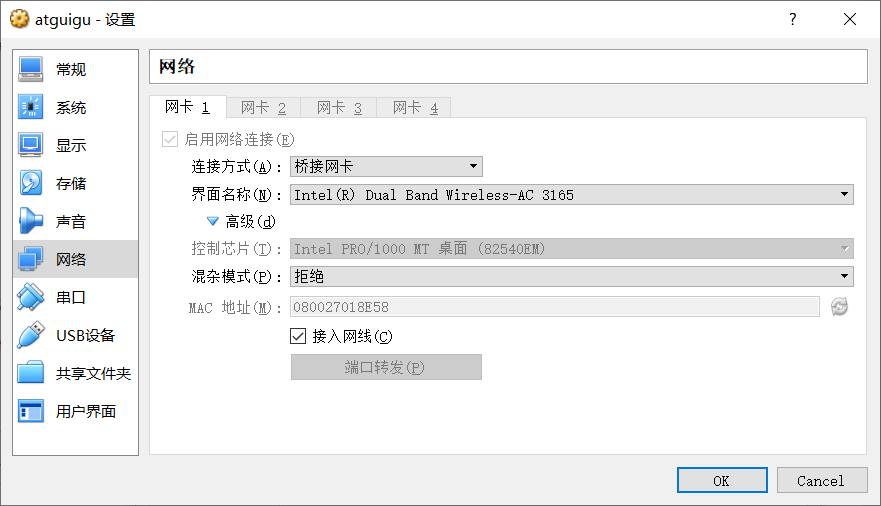 atguigu - 设置
?
常规
系统
显示
存储
声音
网络
串口
USB设备
共享文件夹
用户界面
网络
网卡 1 网卡 2 网卡 3 网卡 4
启用网络连接(E)
连接方式(A): 桥接网卡
界面名称(N): Intel(R) Dual Band Wireless-AC 3165
高级(d)
控制芯片(T): Intel PRO/1000 MT 桌面 (82540EM)
混杂模式(P): 拒绝
MAC 地址(M): 080027018E58
接入网线(C)
端口转发(P)
OK Cancel